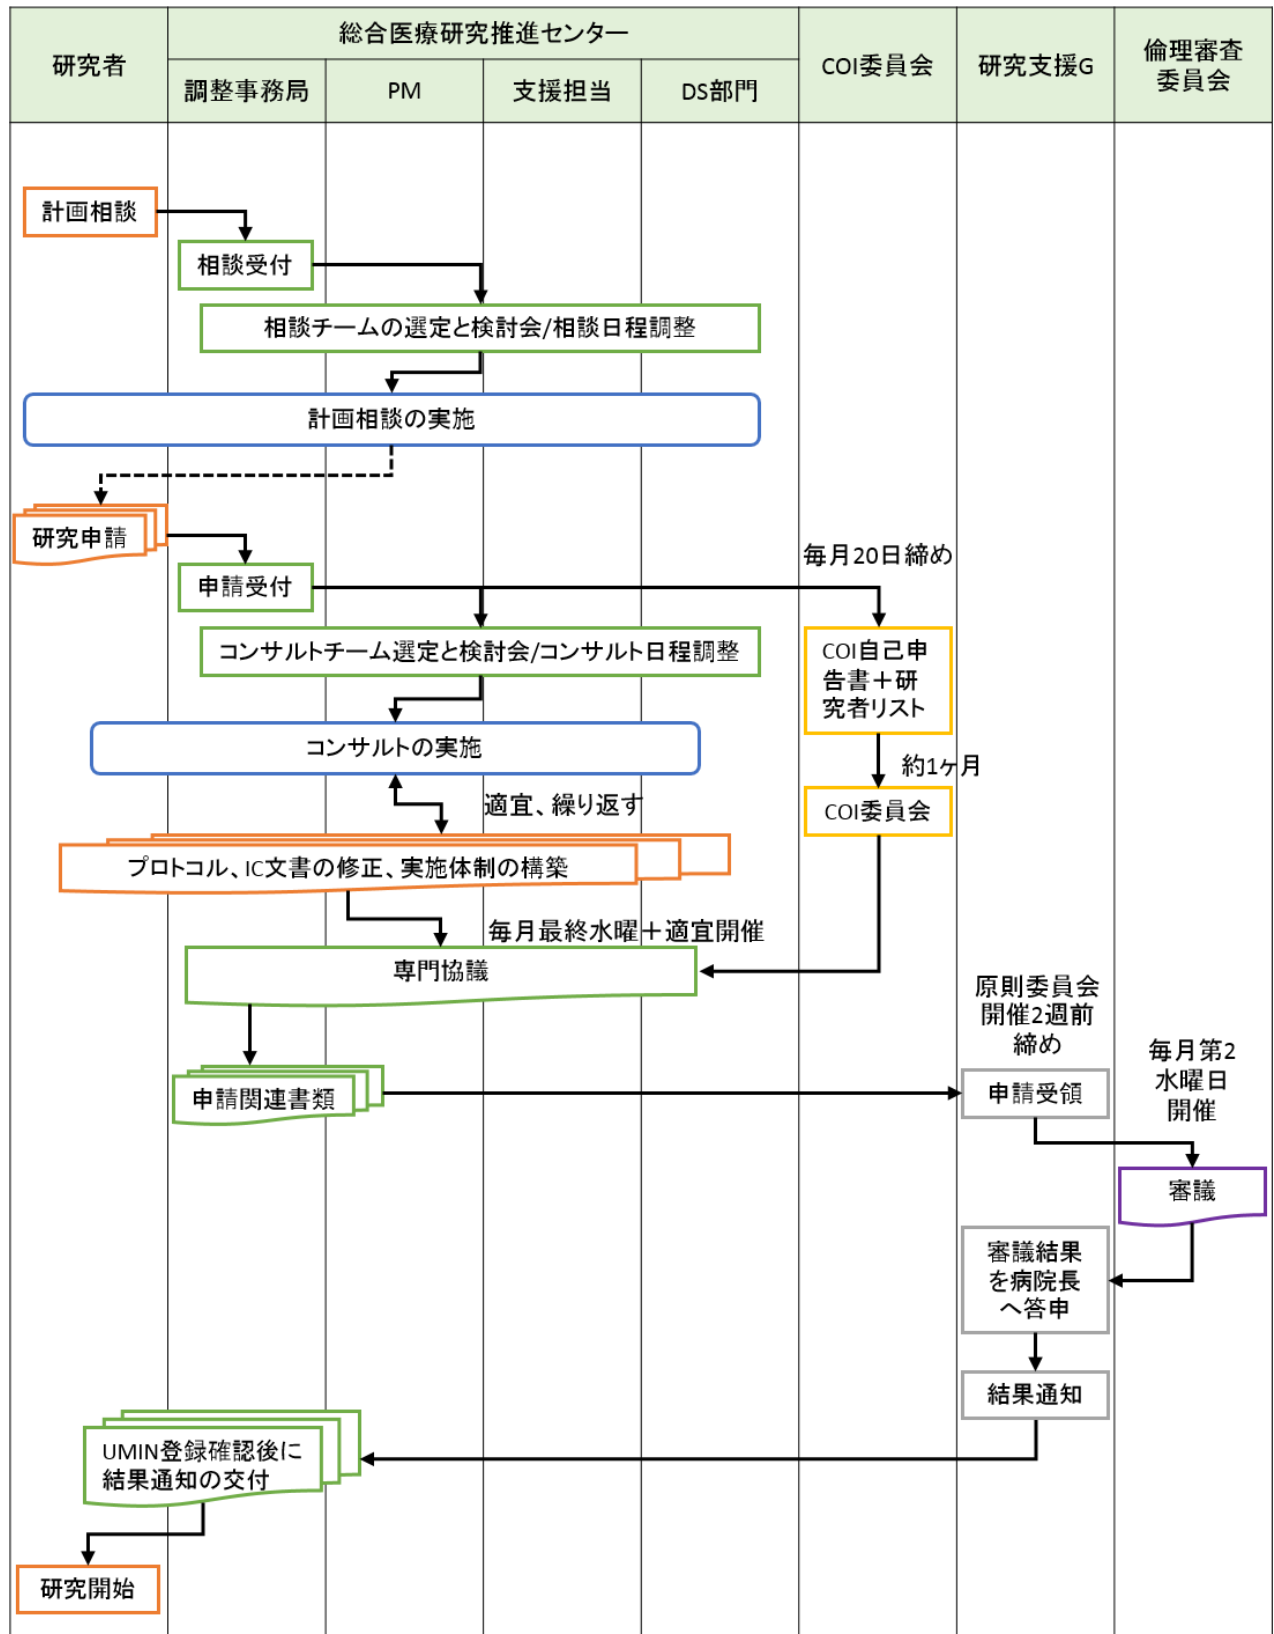 研究者
総合医療研究推進センター
調整事務局
PM
支援担当
DS部門
COI委員会
研究支援G
倫理審査
委員会
計画相談
相談受付
相談チームの選定と検討会/相談日程調整
計画相談の実施
研究申請
申請受付
毎月20日締め
コンサルトチーム選定と検討会/コンサルト日程調整
COI自己申
告書＋研
究者リスト
コンサルトの実施
約1ヶ月
適宜、繰り返す
COI委員会
プロトコル、IC文書の修正、実施体制の構築
毎月最終水曜＋適宜開催
専門協議
原則委員会
開催2週前
締め
毎月第2
水曜日
開催
申請関連書類
申請受領
審議
審議結果
を病院長
へ答申
結果通知
UMIN登録確認後に
結果通知の交付
研究開始